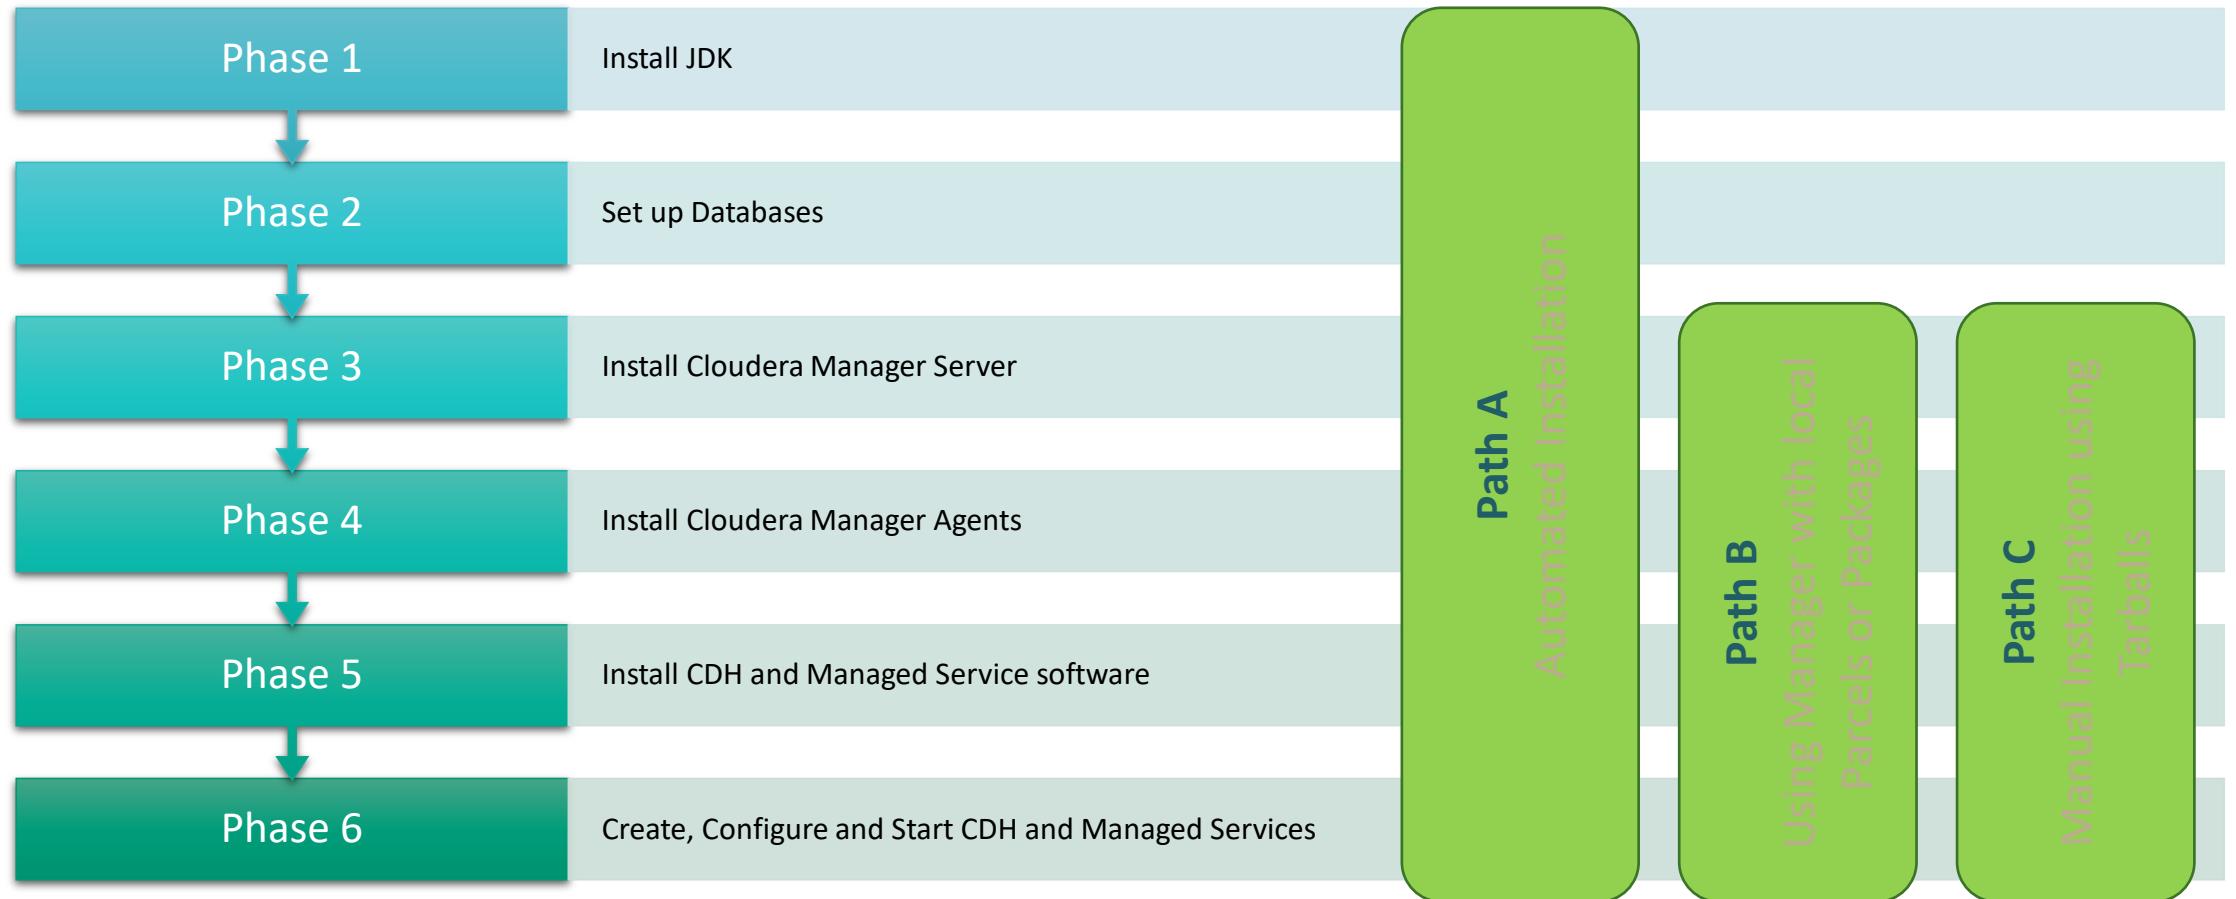 Phase 1
Install JDK
Phase 2
Set up Databases
Phase 3
Install Cloudera Manager Server
Phase 4
Install Cloudera Manager Agents
Phase 5
Install CDH and Managed Service software
Phase 6
Create, Configure and Start CDH and Managed Services
Path A
Automated Installation
Path B
Using Manager with local
Parcels or Packages
Path C
Manual Installation using
Tarballs